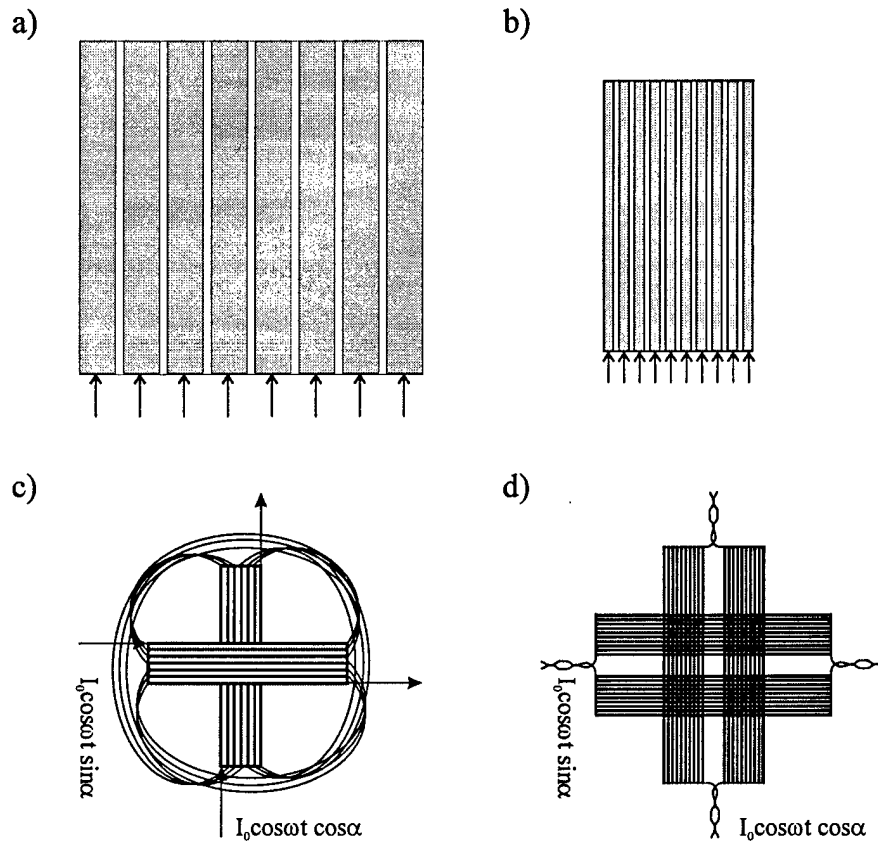 a)
b)
c)
I₀cosωt sinα
I₀cosωt cosα
d)
I₀cosωt sinα
I₀cosωt cosα